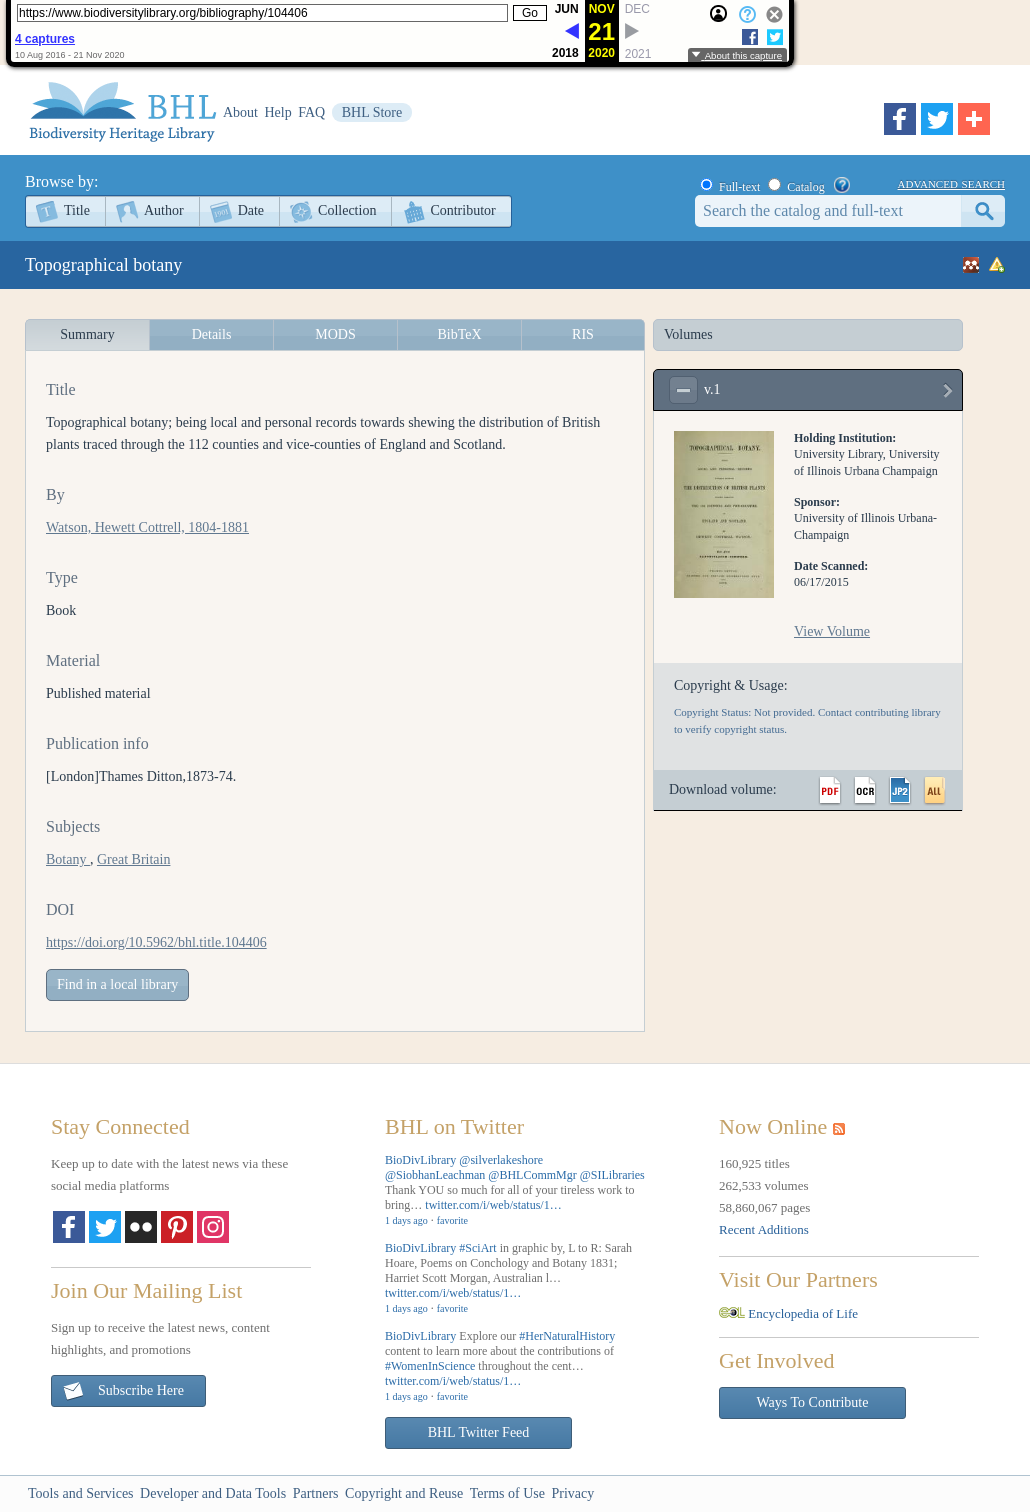 https://www.biodiversitylibrary.org/bibliography/104406
Go
JUN NOV DEC
4 captures
21
10 Aug 2016 - 21 Nov 2020
2018 2020 2021
About this capture
BHL
Biodiversity Heritage Library
About Help FAQ BHL Store
Browse by:
Title Author Date Collection Contributor
Full-text Catalog ? ADVANCED SEARCH
Search the catalog and full-text
Topographical botany
Summary Details MODS BibTeX RIS
Title
Topographical botany; being local and personal records towards shewing the distribution of British
plants traced through the 112 counties and vice-counties of England and Scotland.
By
Watson, Hewett Cottrell, 1804-1881
Type
Book
Material
Published material
Publication info
[London]Thames Ditton,1873-74.
Subjects
Botany , Great Britain
DOI
https://doi.org/10.5962/bhl.title.104406
Find in a local library
Volumes
v.1
TOPOGRAPHICAL BOTANY.
THE DISTRIBUTION OF BRITISH PLANTS
Holding Institution:
University Library, University
of Illinois Urbana Champaign
Sponsor:
University of Illinois Urbana-
Champaign
Date Scanned:
06/17/2015
View Volume
Copyright & Usage:
Copyright Status: Not provided. Contact contributing library
to verify copyright status.
Download volume: PDF OCR JP2 ALL
Stay Connected
Keep up to date with the latest news via these
social media platforms
Join Our Mailing List
Sign up to receive the latest news, content
highlights, and promotions
Subscribe Here
BHL on Twitter
BioDivLibrary @silverlakeshore
@SiobhanLeachman @BHLCommMgr @SILibraries
Thank YOU so much for all of your tireless work to
bring… twitter.com/i/web/status/1…
1 days ago · favorite
BioDivLibrary #SciArt in graphic by, L to R: Sarah
Hoare, Poems on Conchology and Botany 1831;
Harriet Scott Morgan, Australian l…
twitter.com/i/web/status/1…
1 days ago · favorite
BioDivLibrary Explore our #HerNaturalHistory
content to learn more about the contributions of
#WomenInScience throughout the cent…
twitter.com/i/web/status/1…
1 days ago · favorite
BHL Twitter Feed
Now Online
160,925 titles
262,533 volumes
58,860,067 pages
Recent Additions
Visit Our Partners
EOL Encyclopedia of Life
Get Involved
Ways To Contribute
Tools and Services Developer and Data Tools Partners Copyright and Reuse Terms of Use Privacy